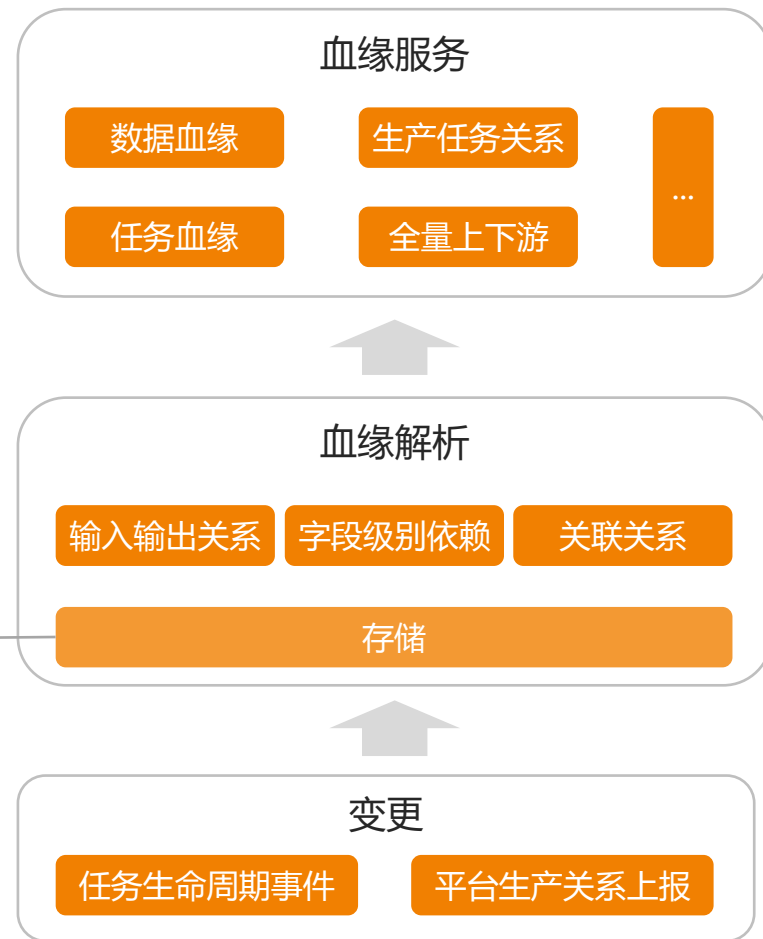 血缘服务
数据血缘
生产任务关系
...
任务血缘
全量上下游
血缘解析
输入输出关系
字段级别依赖
关联关系
存储
变更
任务生命周期事件
平台生产关系上报